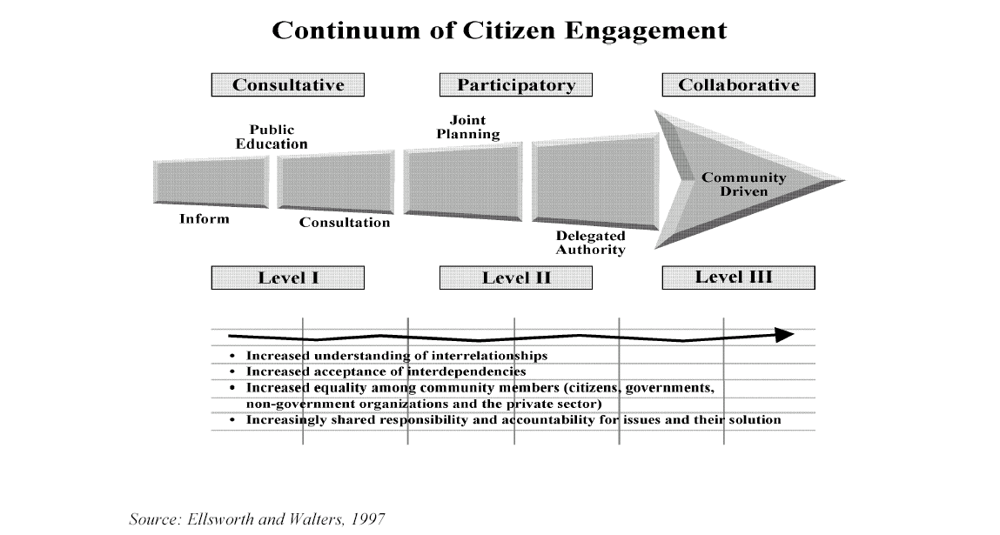 Continuum of Citizen Engagement
Consultative
Participatory
Collaborative
Public
Education
Joint
Planning
Community
Driven
Inform
Consultation
Delegated
Authority
Level I
Level II
Level III
• Increased understanding of interrelationships
• Increased acceptance of interdependencies
• Increased equality among community members (citizens, governments,
non-government organizations and the private sector)
• Increasingly shared responsibility and accountability for issues and their solution
Source: Ellsworth and Walters, 1997